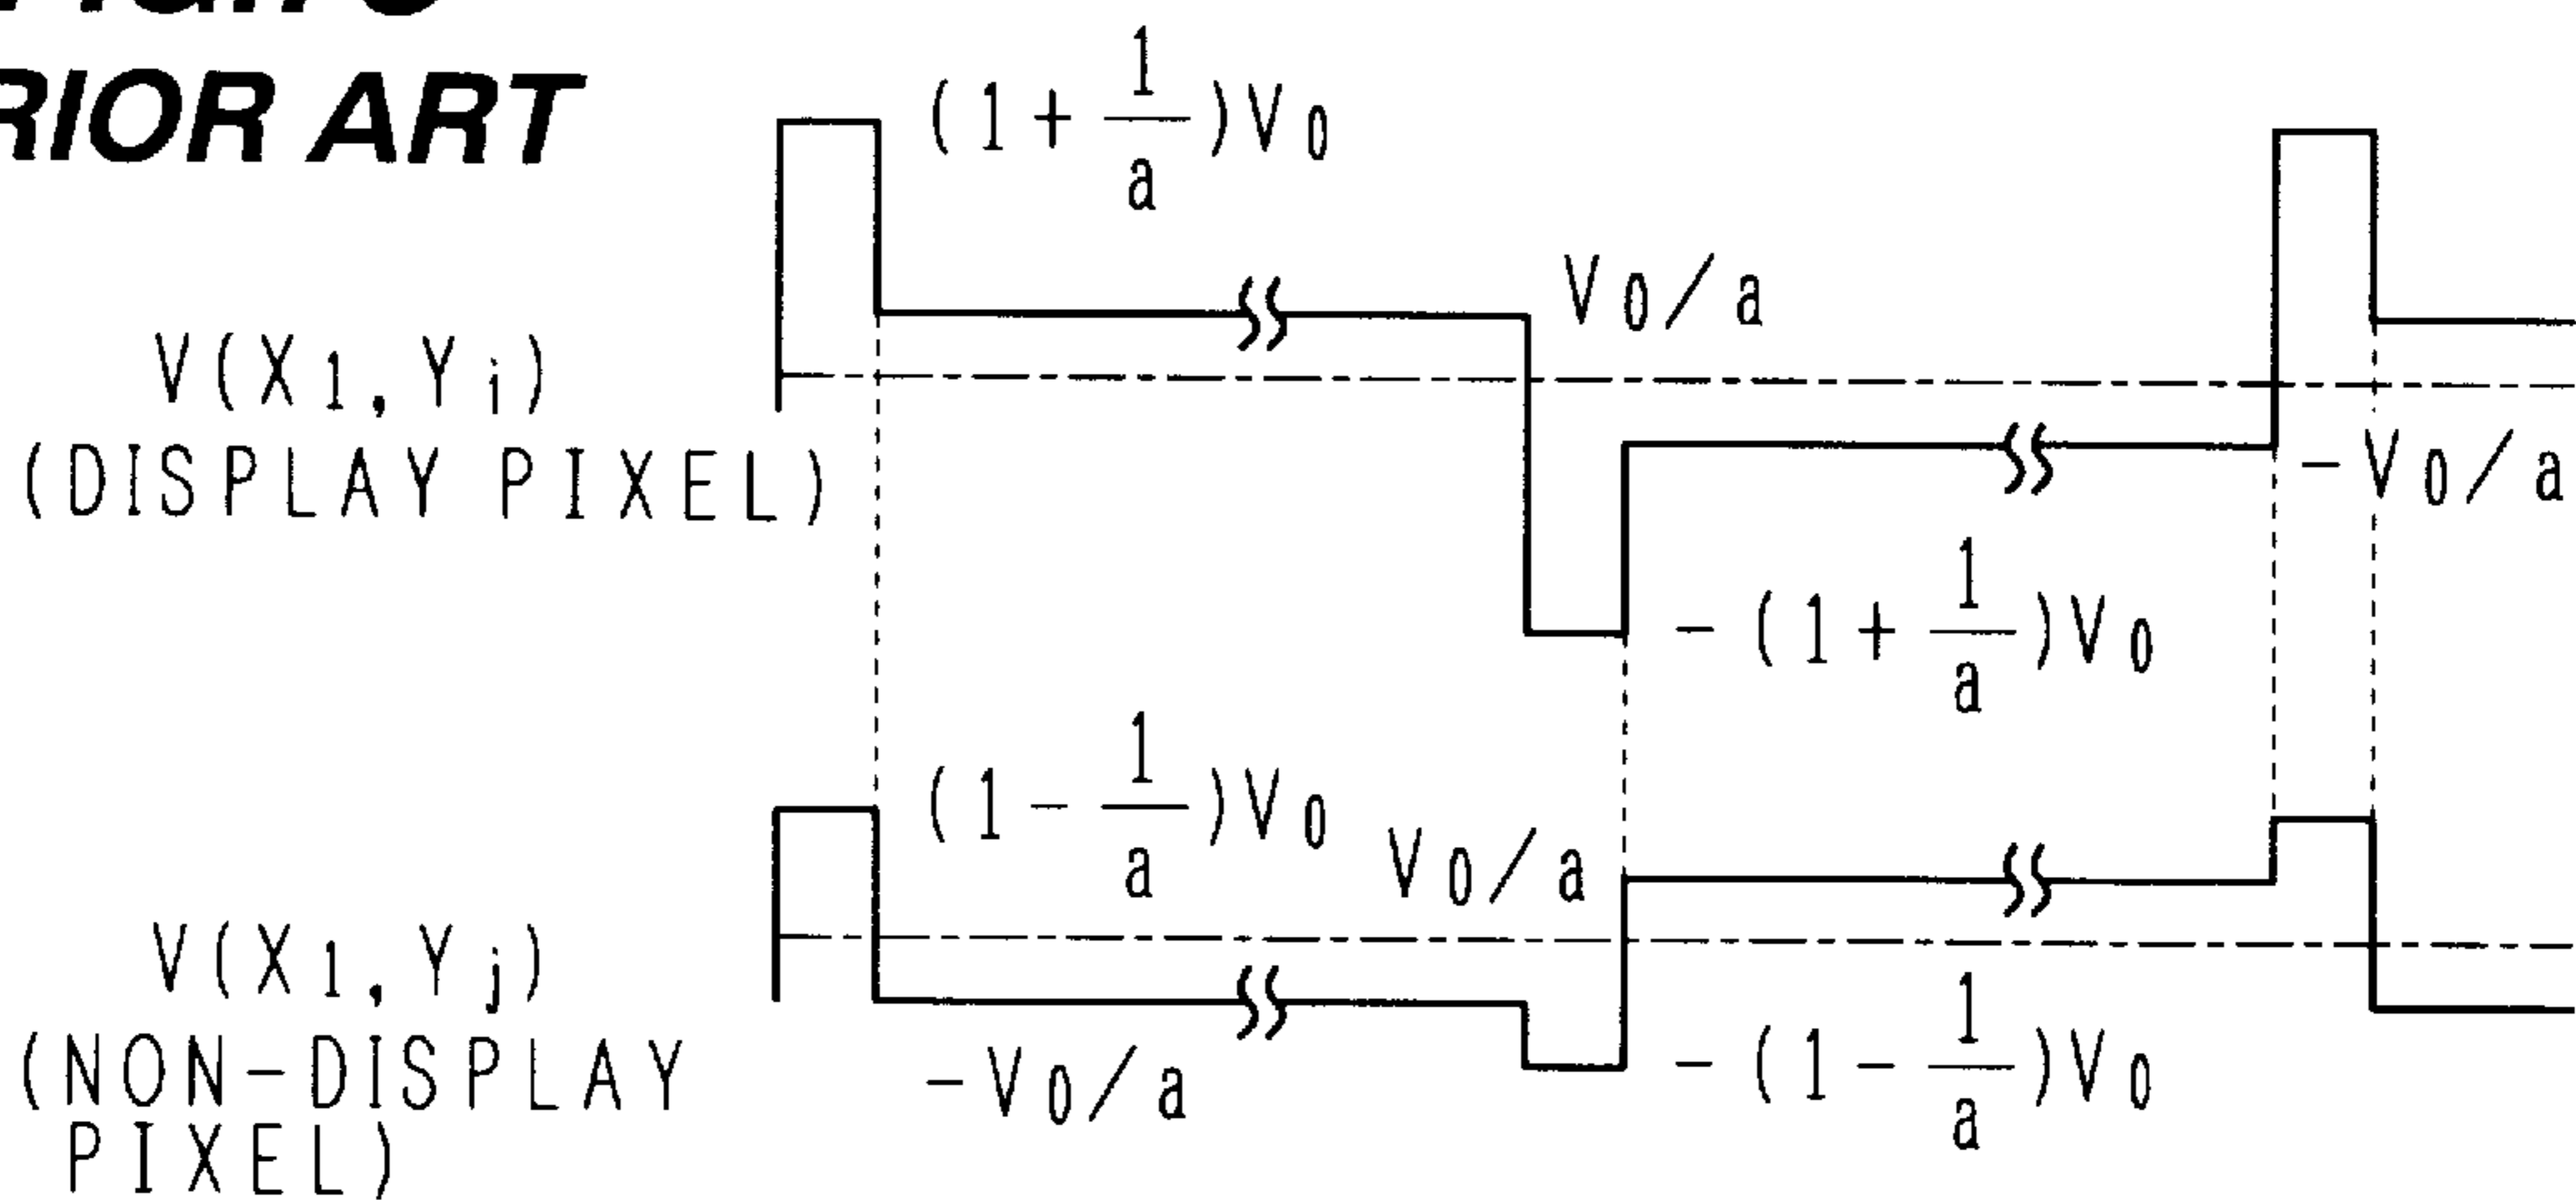 RIOR ART
(1 + 1/a)V0
V0/a
V(X1, Yi)
(DISPLAY PIXEL)
-V0/a
-(1 + 1/a)V0
(1 - 1/a)V0
V0/a
V(X1, Yj)
(NON-DISPLAY
PIXEL)
-V0/a
-(1 - 1/a)V0